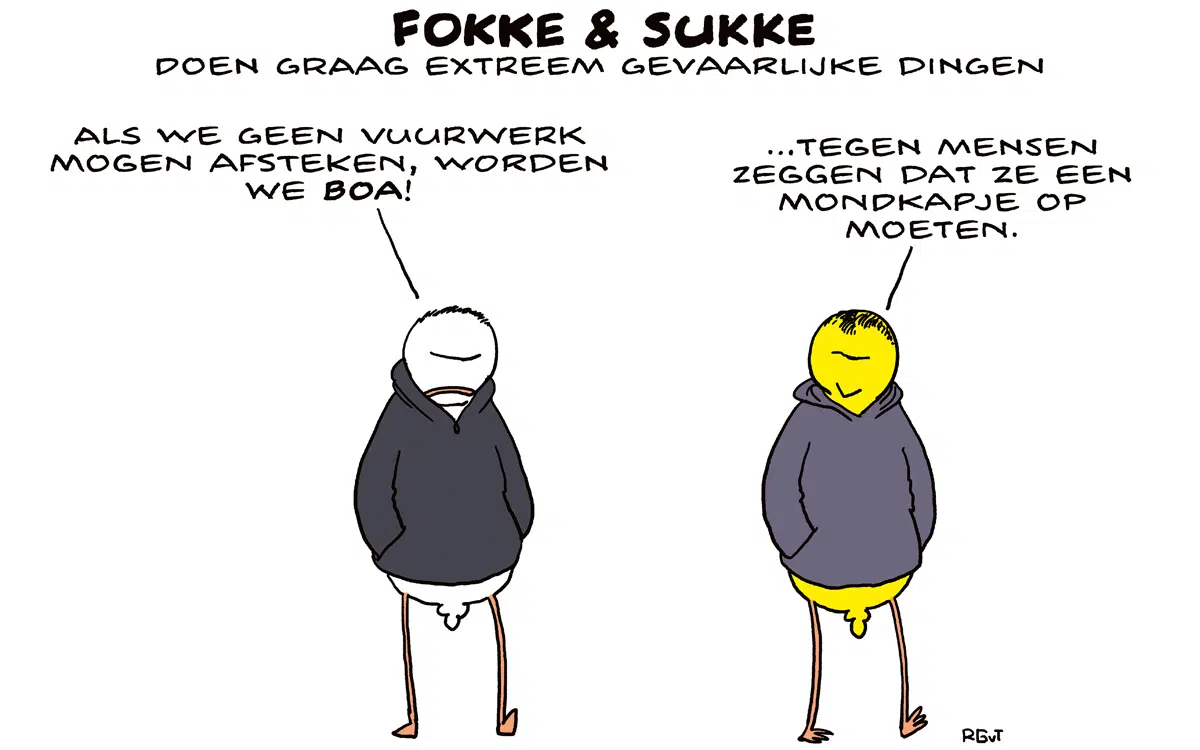 FOKKE & SUKKE
DOEN GRAAG EXTREEM GEVAARLIJKE DINGEN
ALS WE GEEN VUURWERK
MOGEN AFSTEKEN, WORDEN
WE BOA!
...TEGEN MENSEN
ZEGGEN DAT ZE EEN
MONDKAPJE OP
MOETEN.
RGvT